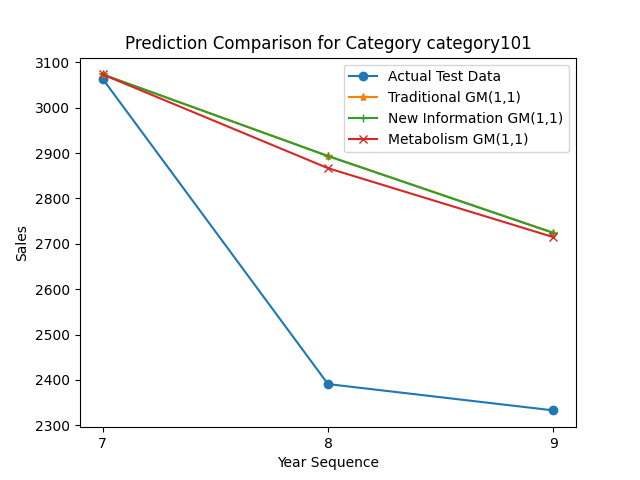 Prediction Comparison for Category category101
3100
3000
2900
2800
2700
2600
2500
2400
2300
Sales
Actual Test Data
Traditional GM(1,1)
New Information GM(1,1)
Metabolism GM(1,1)
7
8
9
Year Sequence